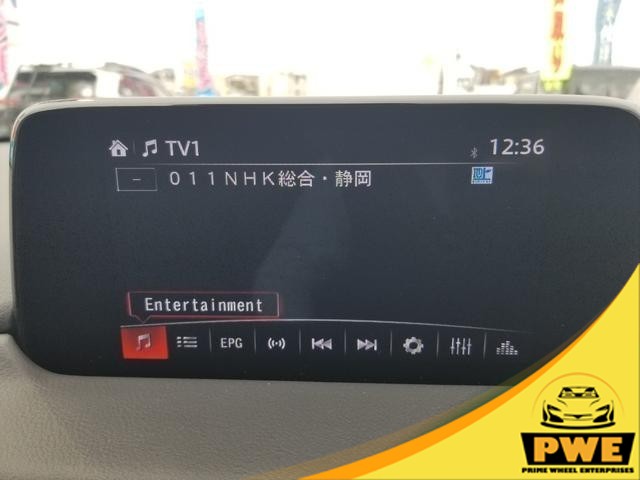 TV1 12:36
- ０１１ＮＨＫ総合・静岡
Entertainment
EPG
PWE
PRIME WHEEL ENTERPRISES